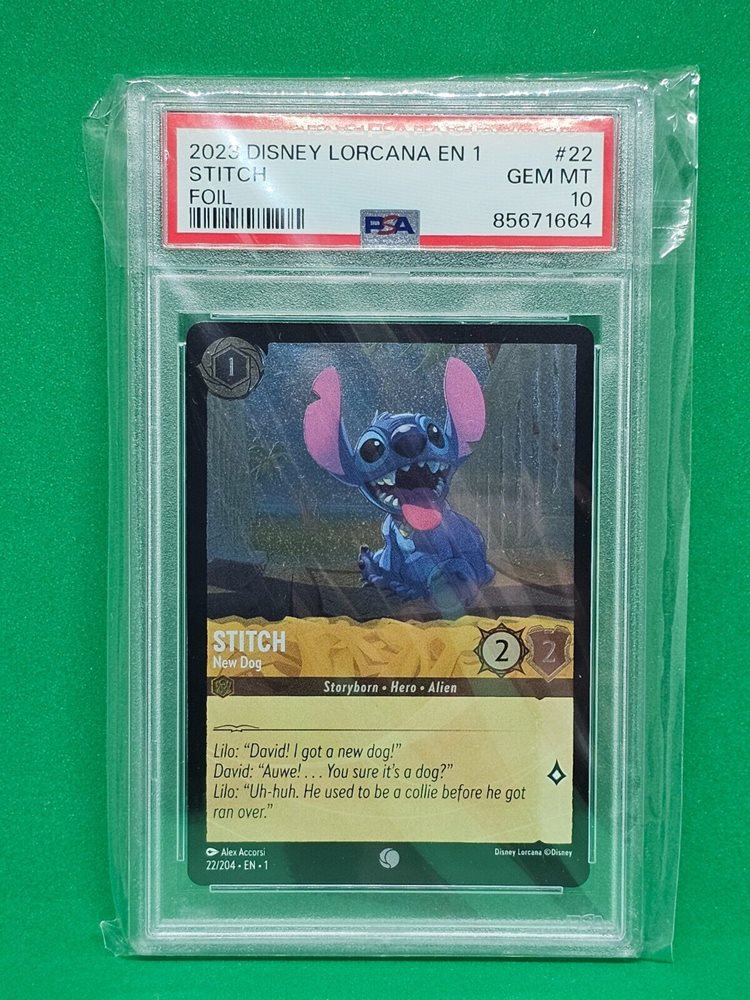 2023 DISNEY LORCANA EN 1 #22
STITCH GEM MT
FOIL 10
PSA 85671664
1
STITCH
New Dog
2 2
Storyborn • Hero • Alien
Lilo: “David! I got a new dog!”
David: “Auwe! . . . You sure it’s a dog?”
Lilo: “Uh-huh. He used to be a collie before he got
ran over.”
Alex Accorsi
22/204 • EN • 1
Disney Lorcana ©Disney